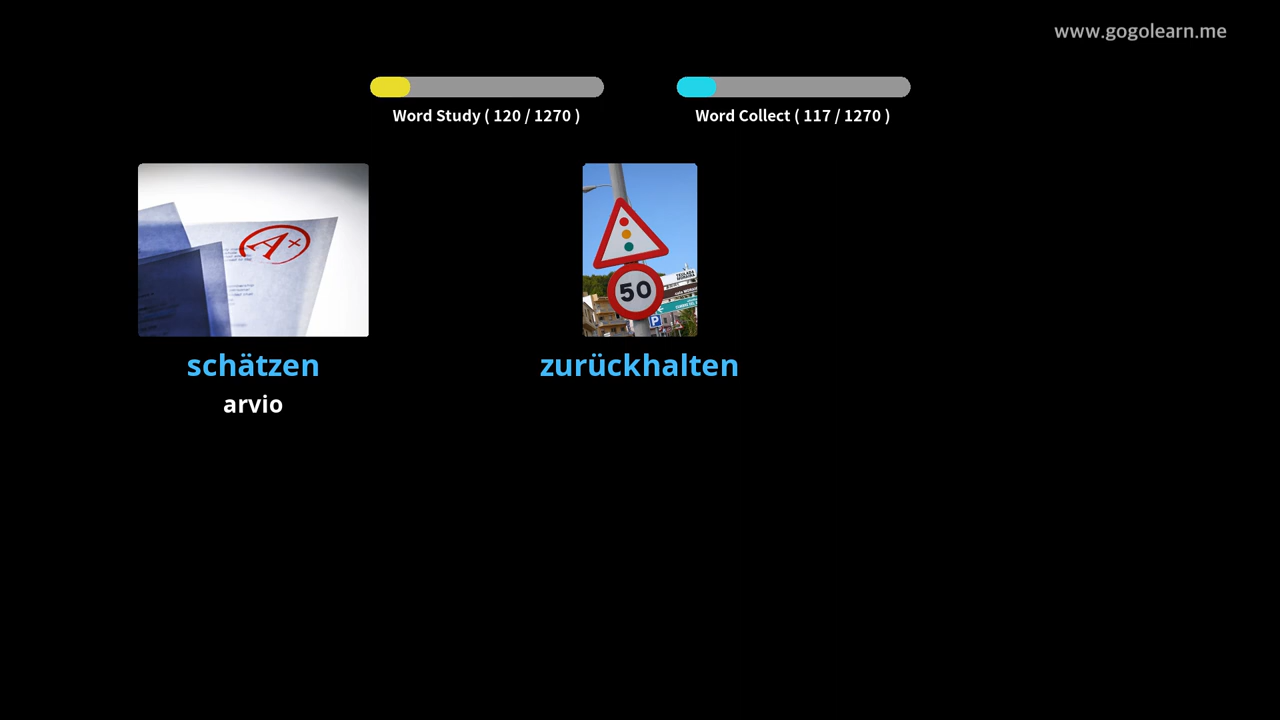 www.gogolearn.me
Word Study ( 120 / 1270 )
Word Collect ( 117 / 1270 )
A+
50
P
schätzen
zurückhalten
arvio